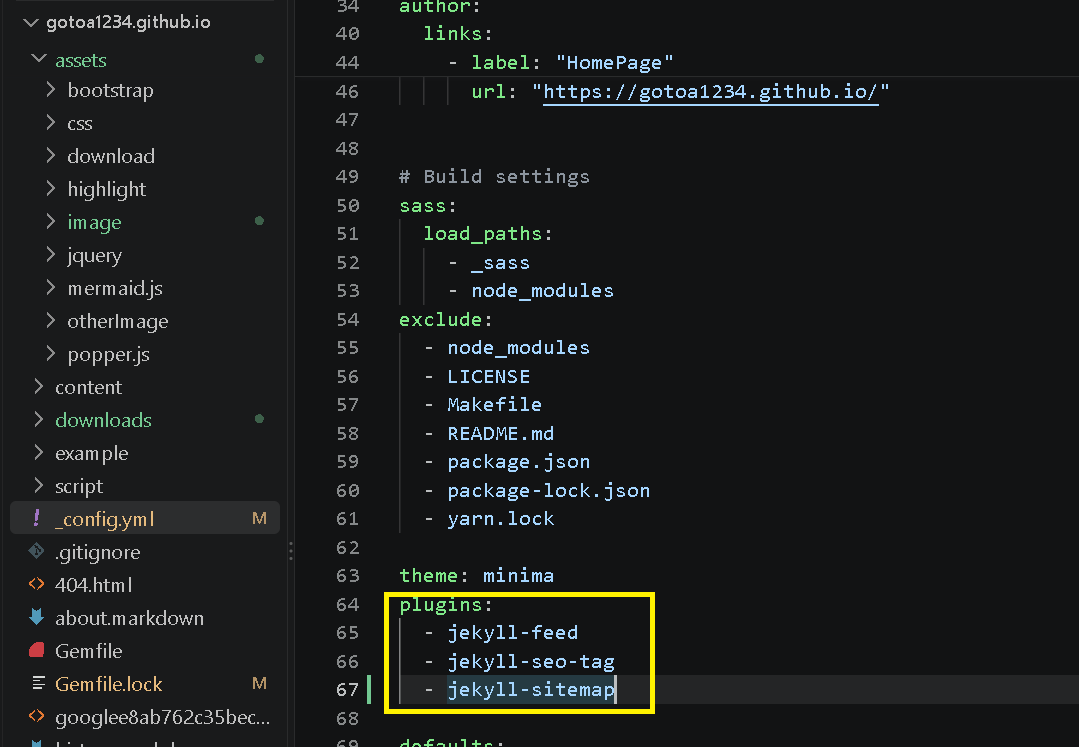 gotoa1234.github.io
assets
bootstrap
css
download
highlight
image
jquery
mermaid.js
otherImage
popper.js
content
downloads
example
script
! _config.yml M
.gitignore
404.html
about.markdown
Gemfile
Gemfile.lock M
googlee8ab762c35bec...
34 author:
40 links:
44 - label: "HomePage"
46 url: "https://gotoa1234.github.io/"
47
48
49 # Build settings
50 sass:
51 load_paths:
52 - _sass
53 - node_modules
54 exclude:
55 - node_modules
56 - LICENSE
57 - Makefile
58 - README.md
59 - package.json
60 - package-lock.json
61 - yarn.lock
62
63 theme: minima
64 plugins:
65 - jekyll-feed
66 - jekyll-seo-tag
67 - jekyll-sitemap
68
69 defaults: